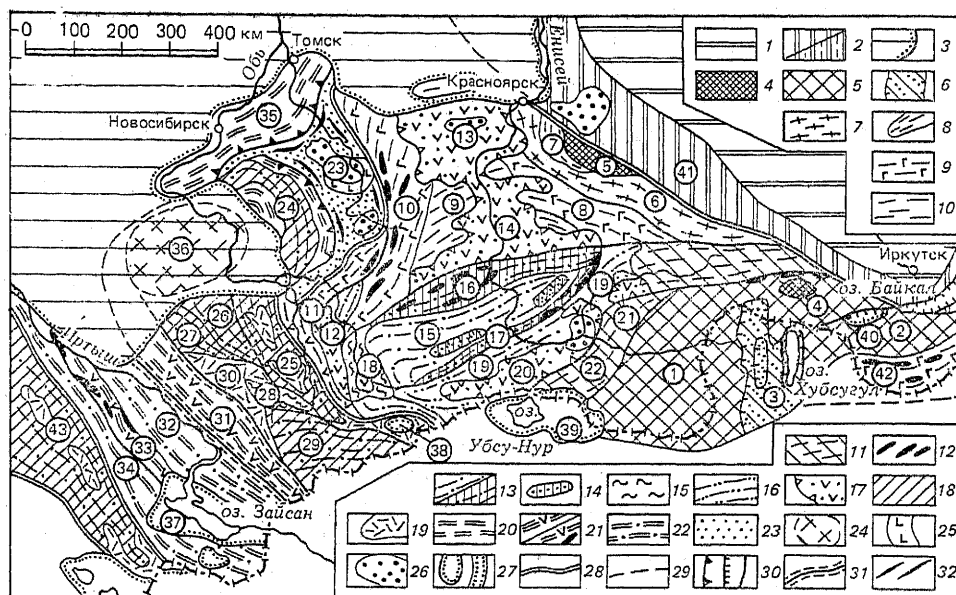 0 100 200 300 400 км
Томск
Обь
Енисей
Красноярск
Новосибирск
Иркутск
оз. Байкал
оз. Хубсугул
оз. Убсу-Нур
Иртыш
оз. Зайсан
1 2 3
4 5 6
7 8
9
10
11 12
13 14 15 16 17 18
19 20 21 22 23 24 25
26 27 28 29 30 31 32
35
13
7
5
41
23
6
24
10
9
8
14
36
16
19
4
11
21
40
2
26
12
15
27
17
25
18
19
20
22
1
42
30
28
3
31
43
32
29
38
39
33
34
37